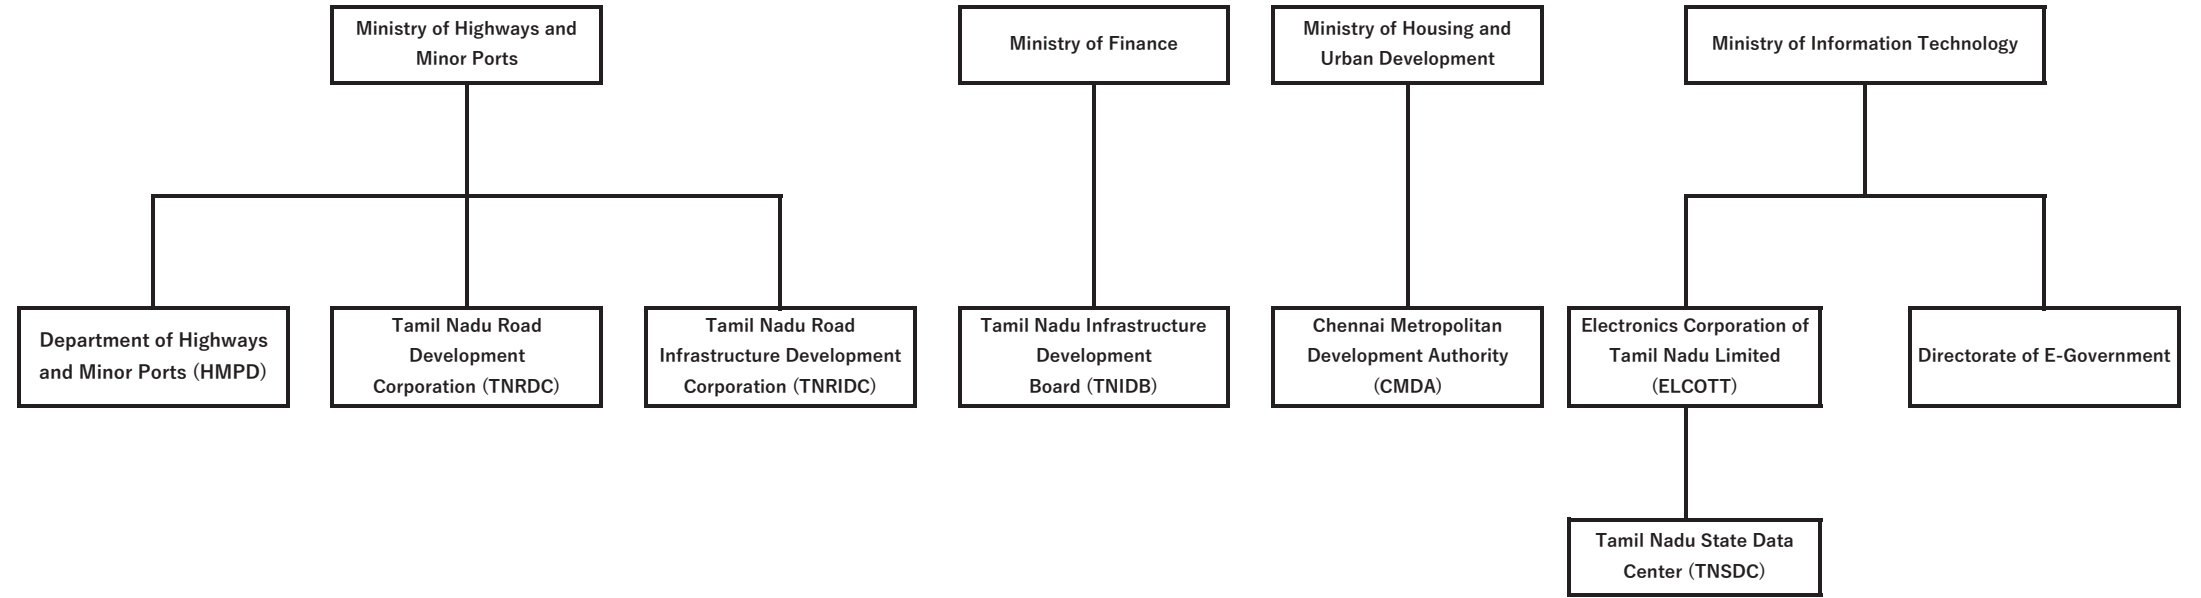 Ministry of Highways and
Minor Ports
Ministry of Finance
Ministry of Housing and
Urban Development
Ministry of Information Technology
Department of Highways
and Minor Ports (HMPD)
Tamil Nadu Road
Development
Corporation (TNRDC)
Tamil Nadu Road
Infrastructure Development
Corporation (TNRIDC)
Tamil Nadu Infrastructure
Development
Board (TNIDB)
Chennai Metropolitan
Development Authority
(CMDA)
Electronics Corporation of
Tamil Nadu Limited
(ELCOTT)
Directorate of E-Government
Tamil Nadu State Data
Center (TNSDC)